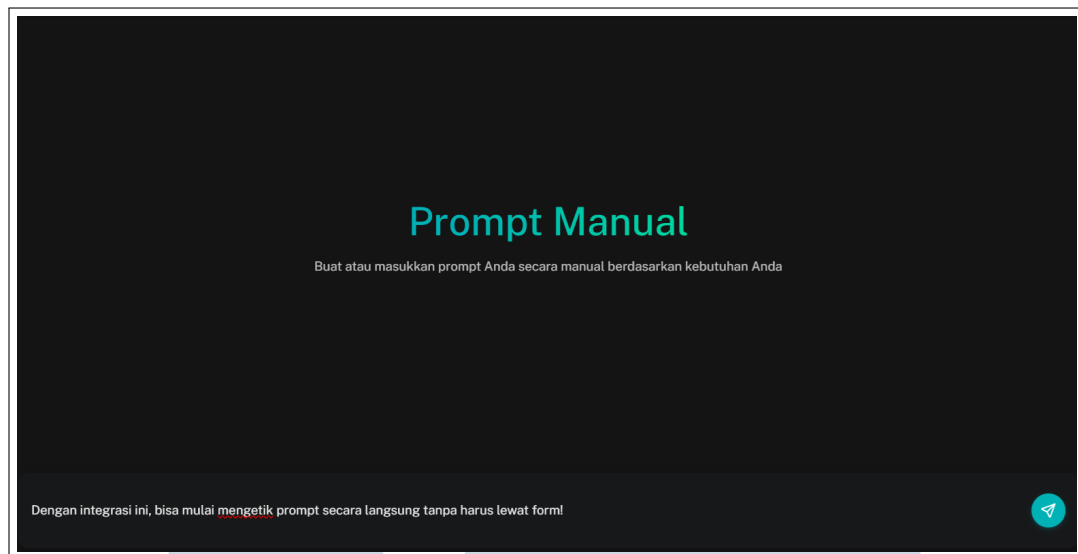 Prompt Manual
Buat atau masukkan prompt Anda secara manual berdasarkan kebutuhan Anda
Dengan integrasi ini, bisa mulai mengetik prompt secara langsung tanpa harus lewat form!